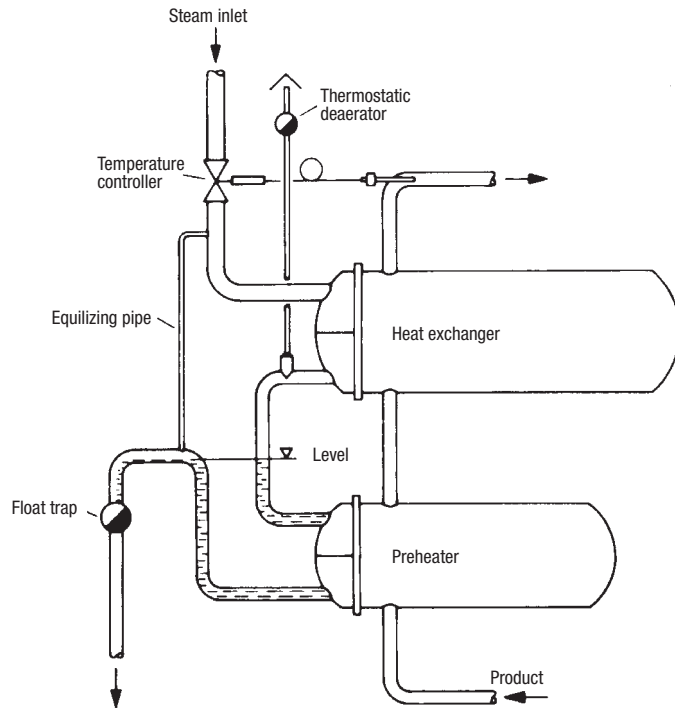 Steam inlet
Thermostatic
deaerator
Temperature
controller
Equilizing pipe
Heat exchanger
Level
Float trap
Preheater
Product